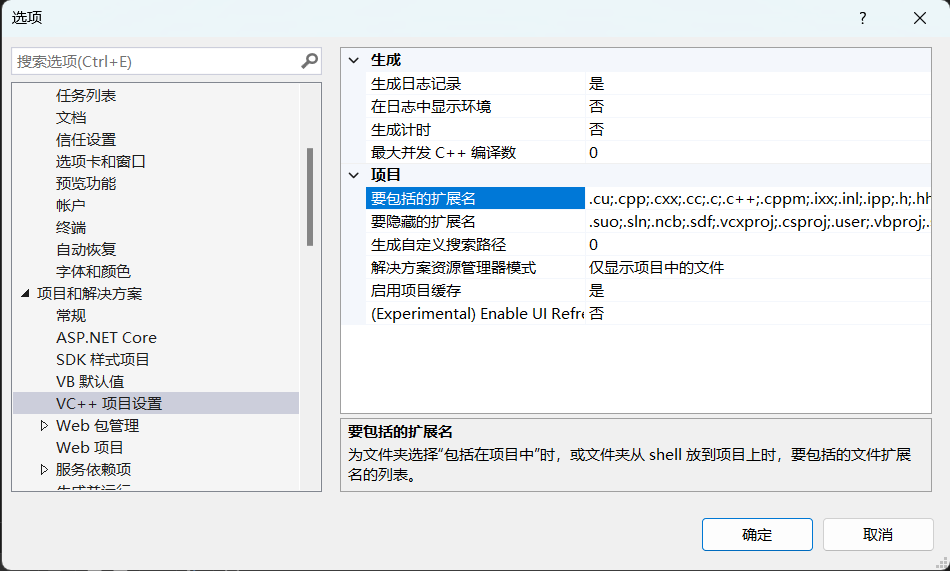 选项
搜索选项(Ctrl+E)
任务列表
文档
信任设置
选项卡和窗口
预览功能
帐户
终端
自动恢复
字体和颜色
项目和解决方案
常规
ASP.NET Core
SDK 样式项目
VB 默认值
VC++ 项目设置
Web 包管理
Web 项目
服务依赖项
生成并运行
生成
生成日志记录 是
在日志中显示环境 否
生成计时 否
最大并发 C++ 编译数 0
项目
要包括的扩展名 .cu;.cpp;.cxx;.cc;.c;.c++;.cppm;.ixx;.inl;.ipp;.h;.hh
要隐藏的扩展名 .suo;.sln;.ncb;.sdf;.vcxproj;.csproj;.user;.vbproj;.
生成自定义搜索路径 0
解决方案资源管理器模式 仅显示项目中的文件
启用项目缓存 是
(Experimental) Enable UI Refre 否
要包括的扩展名
为文件夹选择“包括在项目中”时，或文件夹从 shell 放到项目上时，要包括的文件扩展
名的列表。
确定
取消